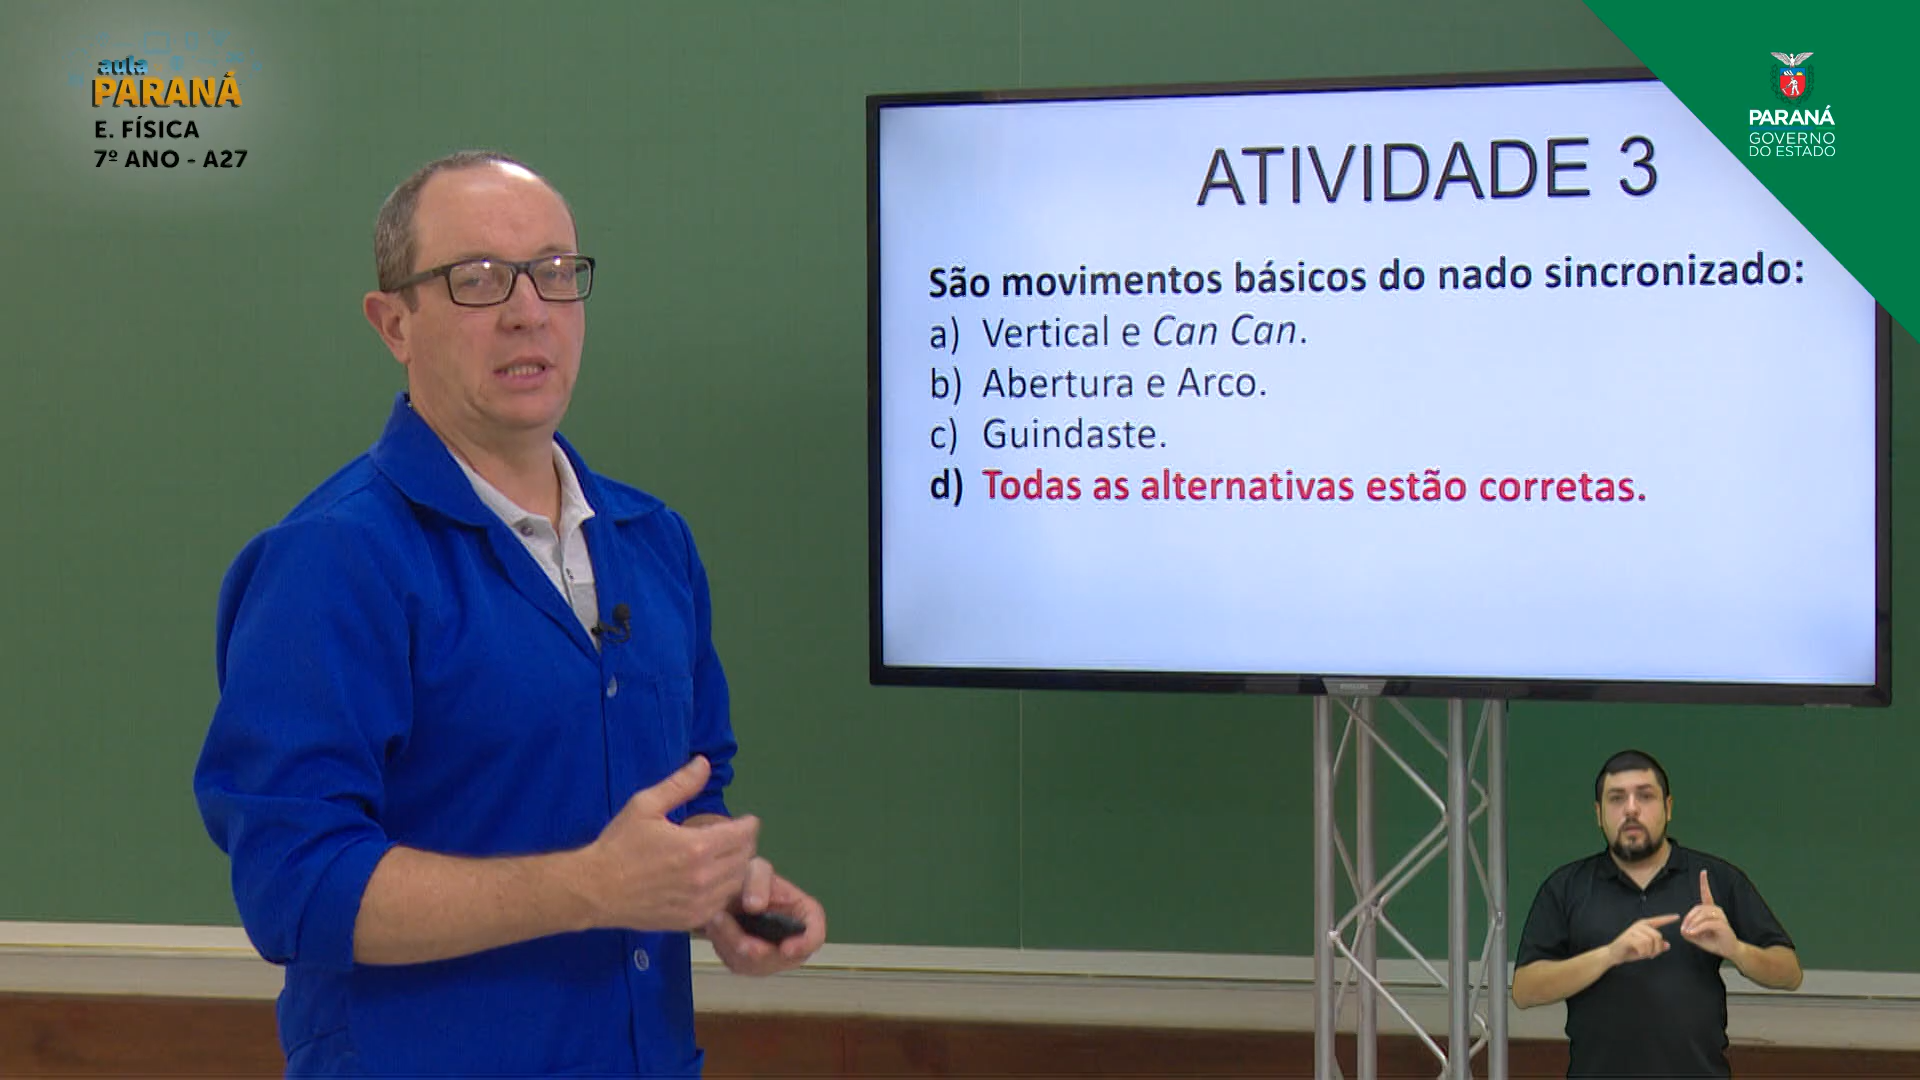 aula
PARANÁ
E. FÍSICA
7º ANO - A27
PARANÁ
GOVERNO
DO ESTADO
ATIVIDADE 3
São movimentos básicos do nado sincronizado:
a) Vertical e Can Can.
b) Abertura e Arco.
c) Guindaste.
d) Todas as alternativas estão corretas.
PHILIPS